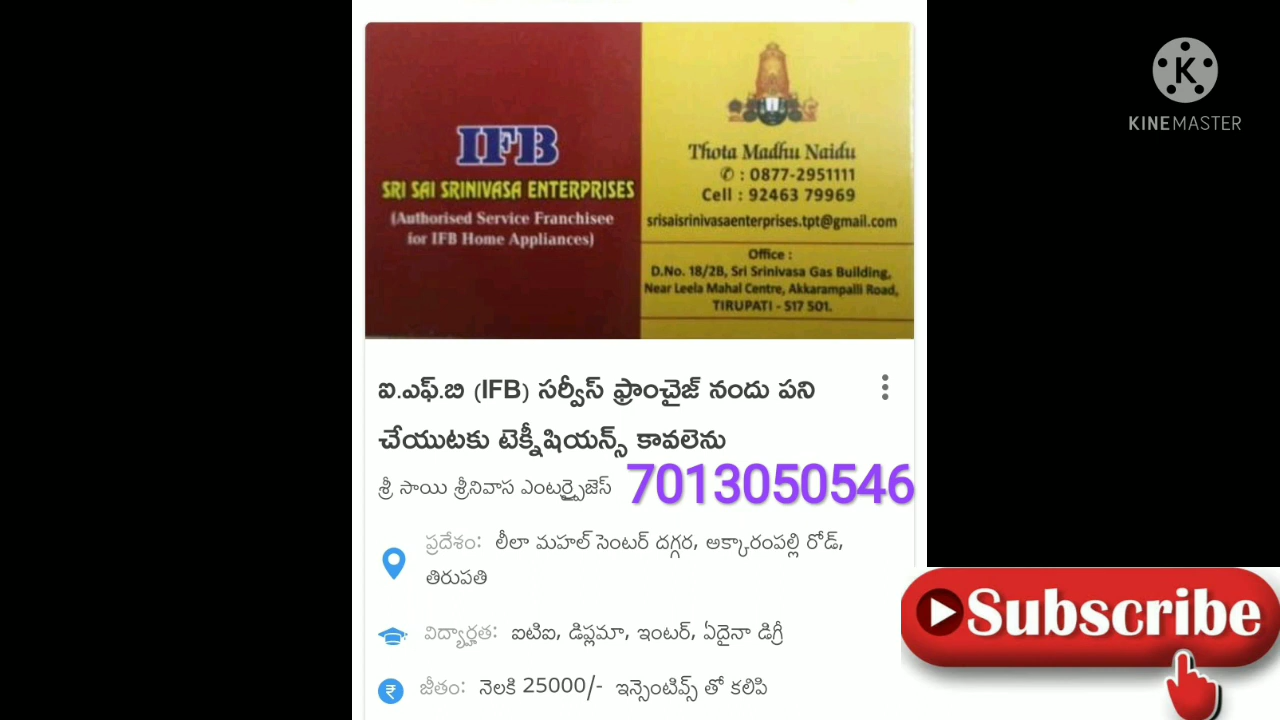 IFB
SRI SAI SRINIVASA ENTERPRISES
(Authorised Service Franchisee
for IFB Home Appliances)
Thota Madhu Naidu
✆ : 0877-2951111
Cell : 92463 79969
srisaisrinivasaenterprises.tpt@gmail.com
Office :
D.No. 18/2B, Sri Srinivasa Gas Building,
Near Leela Mahal Centre, Akkarampalli Road,
TIRUPATI - 517 501.
K
KINEMASTER
ఐ.ఎఫ్.బి (IFB) సర్వీస్ ఫ్రాంచైజ్ నందు పని
చేయుటకు టెక్నీషియన్స్ కావలెను
శ్రీ సాయి శ్రీనివాస ఎంటర్ప్రైజెస్ 7013050546
ప్రదేశం: లీలా మహల్ సెంటర్ దగ్గర, అక్కారంపల్లి రోడ్,
తిరుపతి
విద్యార్హత: ఐటిఐ, డిప్లమా, ఇంటర్, ఏదైనా డిగ్రీ
జీతం: నెలకి 25000/- ఇన్సెంటివ్స్ తో కలిపి
Subscribe